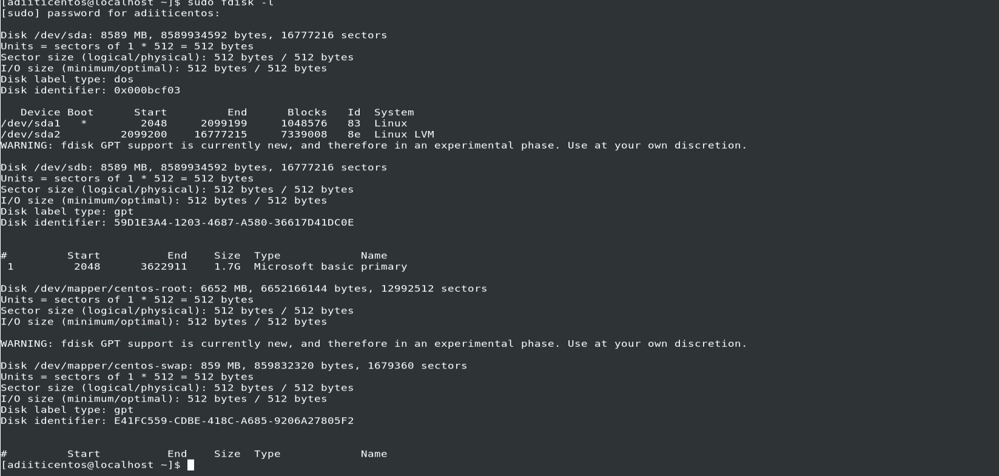 [adiiticentos@localhost ~]$ sudo fdisk -l
[sudo] password for adiiticentos:
Disk /dev/sda: 8589 MB, 8589934592 bytes, 16777216 sectors
Units = sectors of 1 * 512 = 512 bytes
Sector size (logical/physical): 512 bytes / 512 bytes
I/O size (minimum/optimal): 512 bytes / 512 bytes
Disk label type: dos
Disk identifier: 0x000bcf03
   Device Boot      Start         End      Blocks   Id  System
/dev/sda1   *        2048     2099199     1048576   83  Linux
/dev/sda2         2099200    16777215     7339008   8e  Linux LVM
WARNING: fdisk GPT support is currently new, and therefore in an experimental phase. Use at your own discretion.
Disk /dev/sdb: 8589 MB, 8589934592 bytes, 16777216 sectors
Units = sectors of 1 * 512 = 512 bytes
Sector size (logical/physical): 512 bytes / 512 bytes
I/O size (minimum/optimal): 512 bytes / 512 bytes
Disk label type: gpt
Disk identifier: 59D1E3A4-1203-4687-A580-36617D41DC0E
#         Start          End    Size  Type            Name
 1         2048      3622911    1.7G  Microsoft basic primary
Disk /dev/mapper/centos-root: 6652 MB, 6652166144 bytes, 12992512 sectors
Units = sectors of 1 * 512 = 512 bytes
Sector size (logical/physical): 512 bytes / 512 bytes
I/O size (minimum/optimal): 512 bytes / 512 bytes
WARNING: fdisk GPT support is currently new, and therefore in an experimental phase. Use at your own discretion.
Disk /dev/mapper/centos-swap: 859 MB, 859832320 bytes, 1679360 sectors
Units = sectors of 1 * 512 = 512 bytes
Sector size (logical/physical): 512 bytes / 512 bytes
I/O size (minimum/optimal): 512 bytes / 512 bytes
Disk label type: gpt
Disk identifier: E41FC559-CDBE-418C-A685-9206A27805F2
#         Start          End    Size  Type            Name
[adiiticentos@localhost ~]$